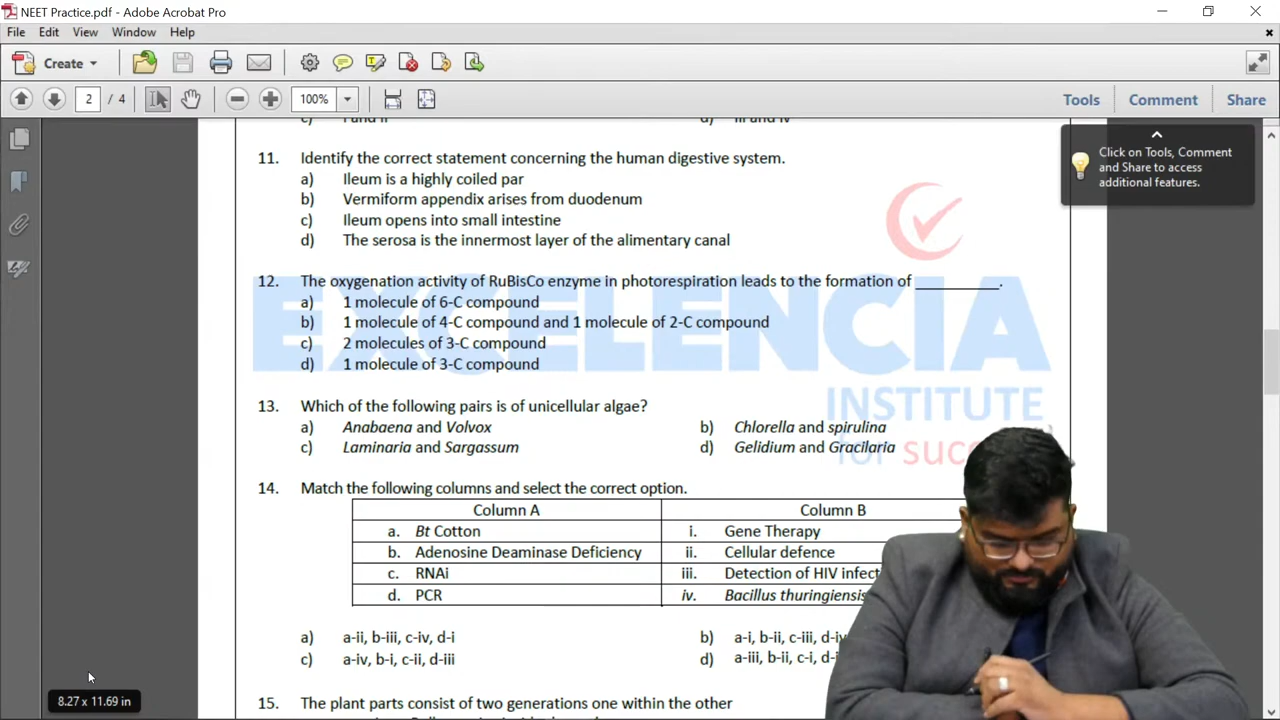 NEET Practice.pdf - Adobe Acrobat Pro
File Edit View Window Help
Create
2 / 4 100% Tools Comment Share
c) I and II d) III and IV
Click on Tools, Comment
and Share to access
additional features.
11. Identify the correct statement concerning the human digestive system.
a) Ileum is a highly coiled par
b) Vermiform appendix arises from duodenum
c) Ileum opens into small intestine
d) The serosa is the innermost layer of the alimentary canal
12. The oxygenation activity of RuBisCo enzyme in photorespiration leads to the formation of __________.
a) 1 molecule of 6-C compound
b) 1 molecule of 4-C compound and 1 molecule of 2-C compound
c) 2 molecules of 3-C compound
d) 1 molecule of 3-C compound
EXCELENCIA
INSTITUTE
for
13. Which of the following pairs is of unicellular algae?
a) Anabaena and Volvox b) Chlorella and spirulina
c) Laminaria and Sargassum d) Gelidium and Gracilaria
14. Match the following columns and select the correct option.
Column A Column B
a. Bt Cotton i. Gene Therapy
b. Adenosine Deaminase Deficiency ii. Cellular defence
c. RNAi iii. Detection of HIV infect
d. PCR iv. Bacillus thuringiensis
a) a-ii, b-iii, c-iv, d-i b) a-i, b-ii, c-iii, d-iv
c) a-iv, b-i, c-ii, d-iii d) a-iii, b-ii, c-i, d-i
8.27 x 11.69 in
15. The plant parts consist of two generations one within the other